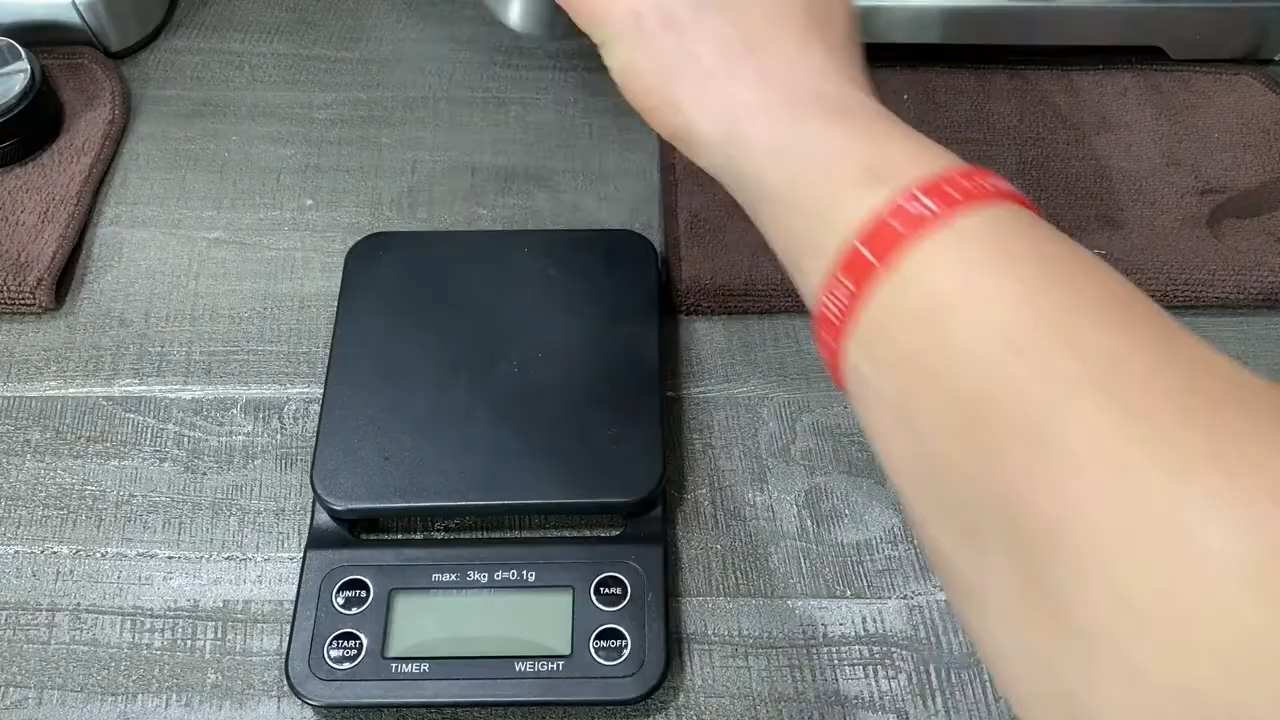 max: 3kg d=0.1g
UNITS
TARE
START
STOP
ON/OFF
TIMER WEIGHT